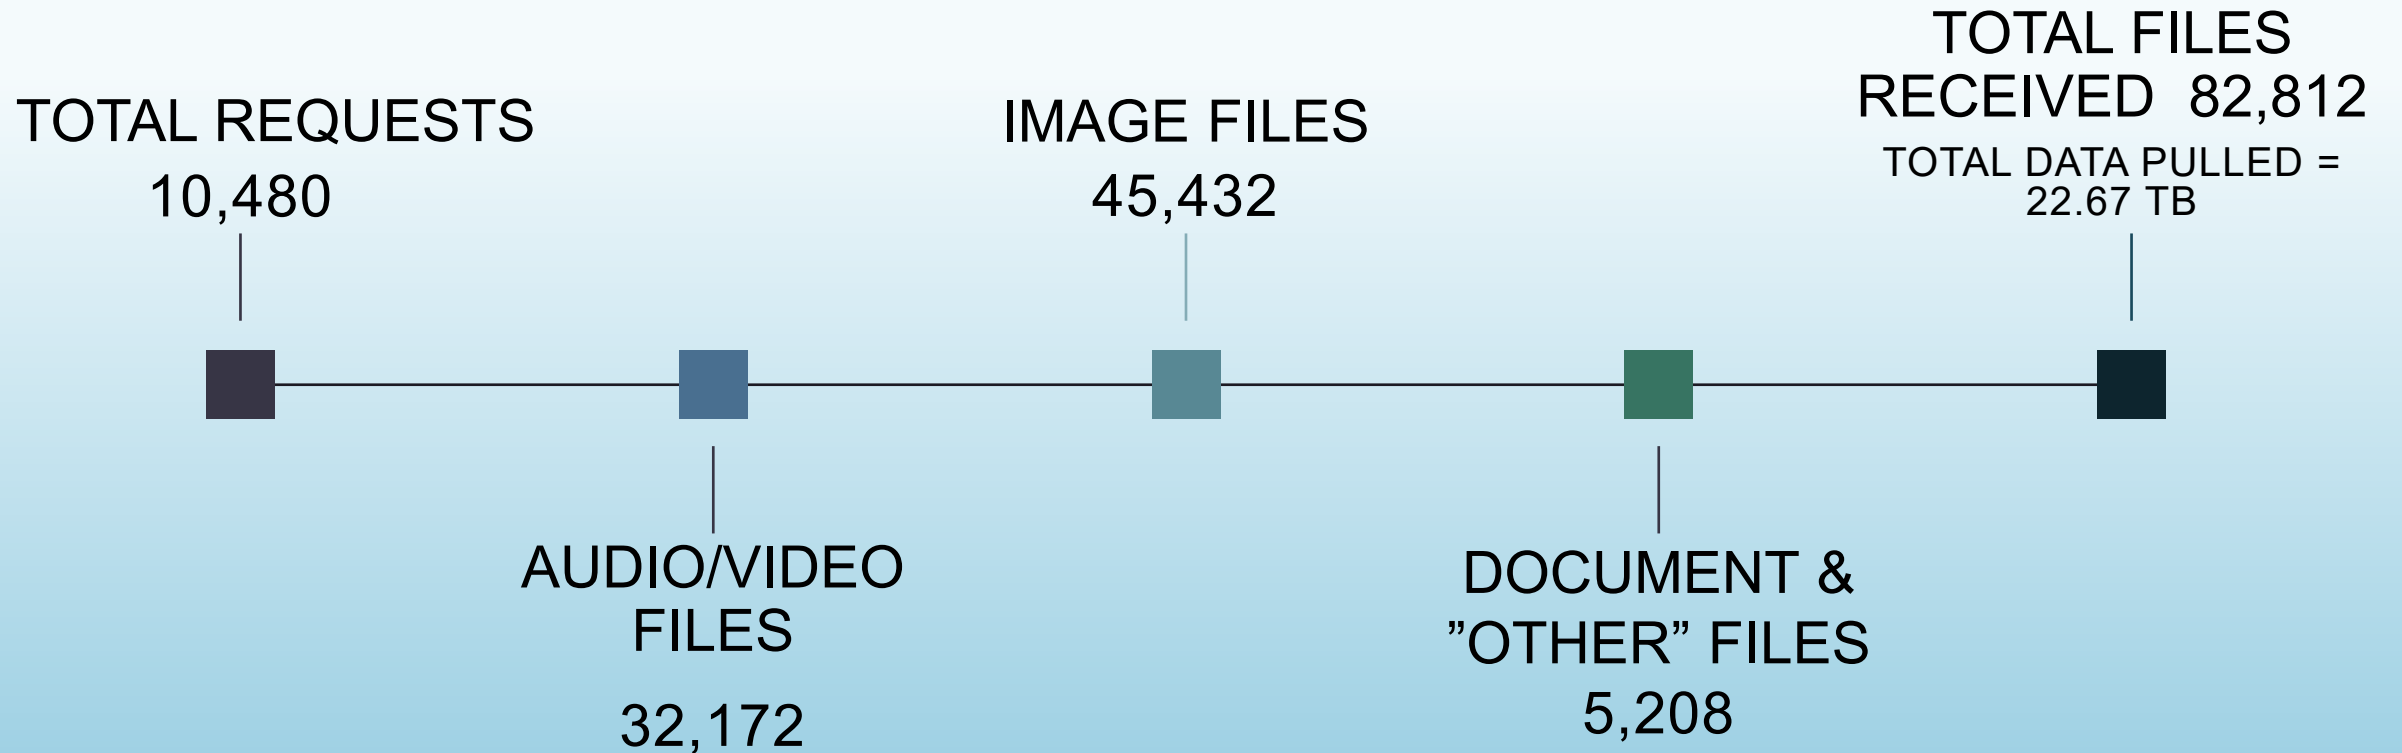 TOTAL REQUESTS
10,480
AUDIO/VIDEO
FILES
32,172
IMAGE FILES
45,432
DOCUMENT &
”OTHER” FILES
5,208
TOTAL FILES
RECEIVED 82,812
TOTAL DATA PULLED =
22.67 TB